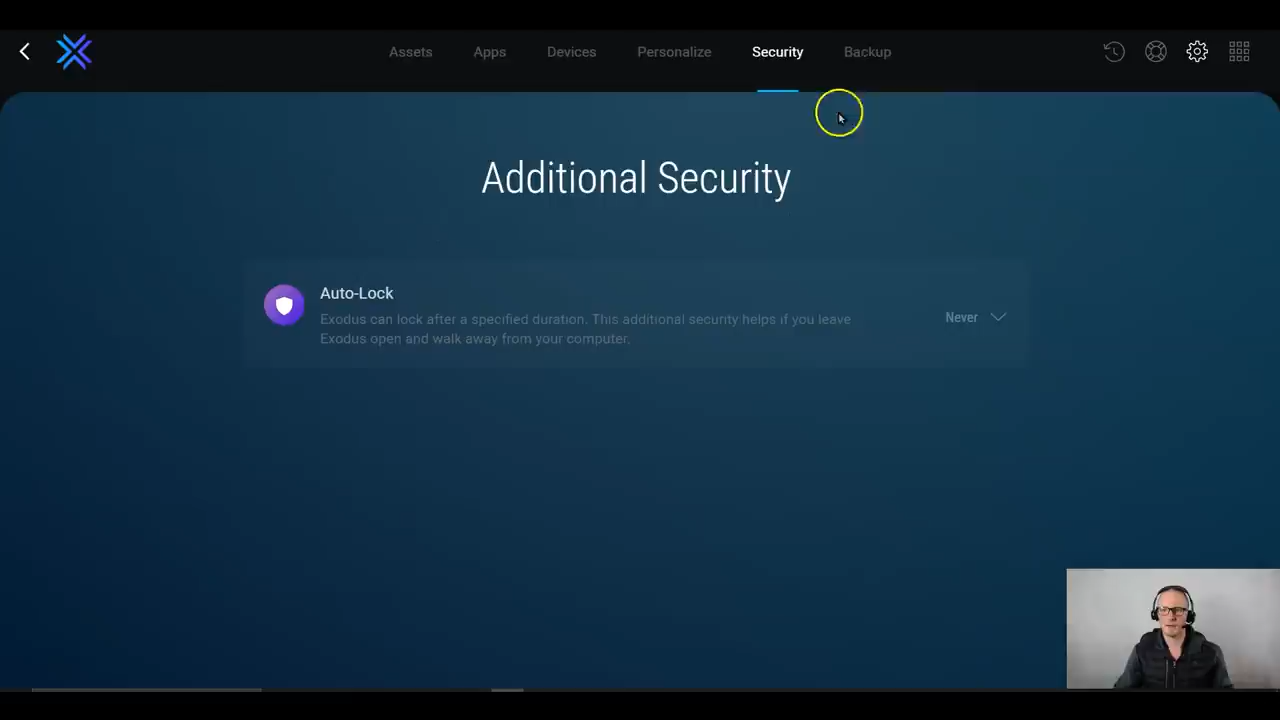 Assets Apps Devices Personalize Security Backup
Additional Security
Auto-Lock
Exodus can lock after a specified duration. This additional security helps if you leave
Exodus open and walk away from your computer.
Never